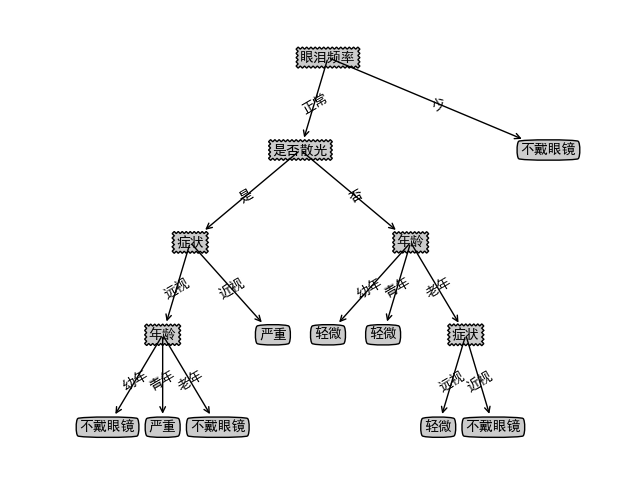 眼泪频率
正常
少
是否散光
不戴眼镜
是
否
症状
年龄
远视
近视
幼年
青年
老年
年龄
严重
轻微
轻微
症状
幼年
青年
老年
远视
近视
不戴眼镜
严重
不戴眼镜
轻微
不戴眼镜